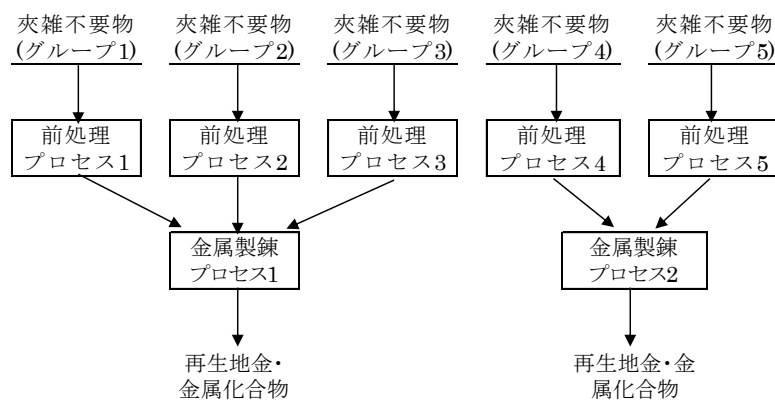 夾雑不要物
(グループ1)
夾雑不要物
(グループ2)
夾雑不要物
(グループ3)
夾雑不要物
(グループ4)
夾雑不要物
(グループ5)
前処理
プロセス1
前処理
プロセス2
前処理
プロセス3
前処理
プロセス4
前処理
プロセス5
金属製錬
プロセス1
金属製錬
プロセス2
再生地金・
金属化合物
再生地金・金
属化合物